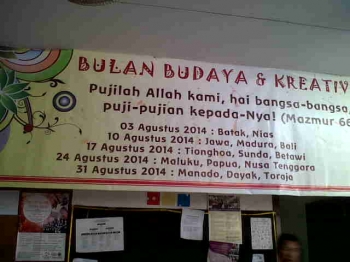 BULAN BUDAYA & KREATIV
Pujilah Allah kami, hai bangsa-bangsa,
Puji-pujian kepada-Nya! (Mazmur 66
03 Agustus 2014 : Batak, Nias
10 Agustus 2014 : Jawa, Madura, Bali
17 Agustus 2014 : Tionghoa, Sunda, Betawi
24 Agustus 2014 : Maluku, Papua, Nusa Tenggara
31 Agustus 2014 : Manado, Dayak, Toraja